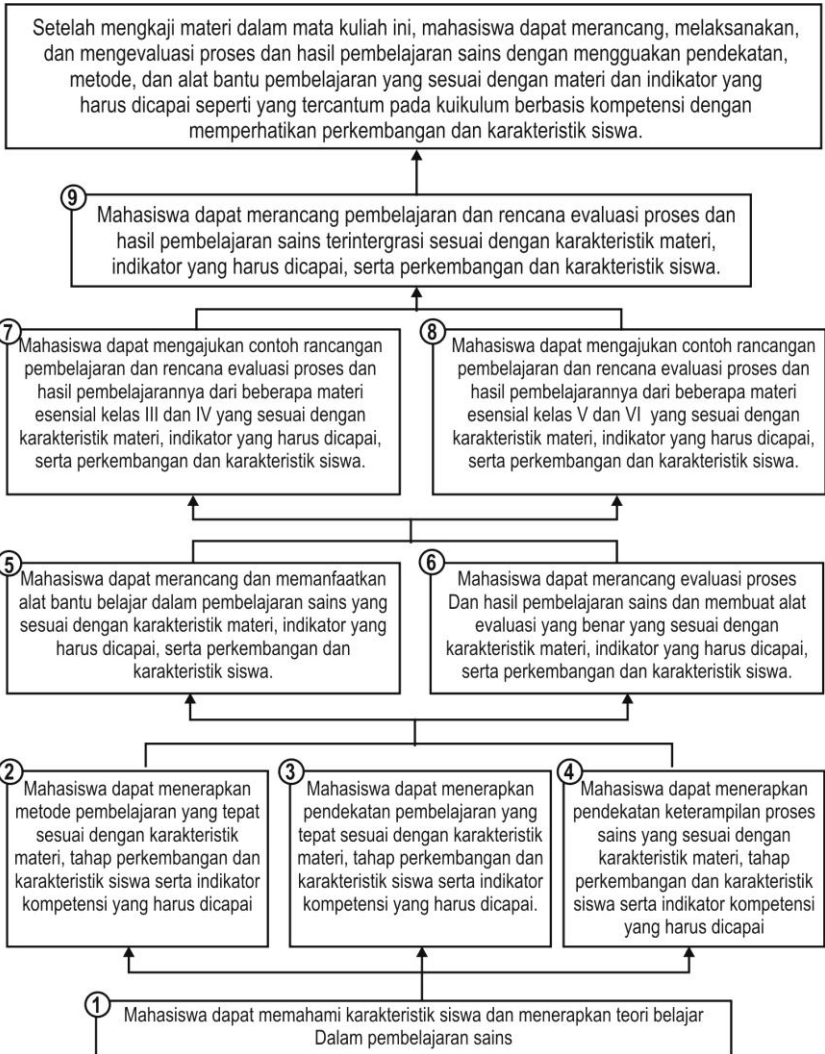 Setelah mengkaji materi dalam mata kuliah ini, mahasiswa dapat merancang, melaksanakan,
dan mengevaluasi proses dan hasil pembelajaran sains dengan mengguakan pendekatan,
metode, dan alat bantu pembelajaran yang sesuai dengan materi dan indikator yang
harus dicapai seperti yang tercantum pada kuikulum berbasis kompetensi dengan
memperhatikan perkembangan dan karakteristik siswa.
9
Mahasiswa dapat merancang pembelajaran dan rencana evaluasi proses dan
hasil pembelajaran sains terintergrasi sesuai dengan karakteristik materi,
indikator yang harus dicapai, serta perkembangan dan karakteristik siswa.
7
Mahasiswa dapat mengajukan contoh rancangan
pembelajaran dan rencana evaluasi proses dan
hasil pembelajarannya dari beberapa materi
esensial kelas III dan IV yang sesuai dengan
karakteristik materi, indikator yang harus dicapai,
serta perkembangan dan karakteristik siswa.
8
Mahasiswa dapat mengajukan contoh rancangan
pembelajaran dan rencana evaluasi proses dan
hasil pembelajarannya dari beberapa materi
esensial kelas V dan VI yang sesuai dengan
karakteristik materi, indikator yang harus dicapai,
serta perkembangan dan karakteristik siswa.
5
Mahasiswa dapat merancang dan memanfaatkan
alat bantu belajar dalam pembelajaran sains yang
sesuai dengan karakteristik materi, indikator yang
harus dicapai, serta perkembangan dan
karakteristik siswa.
6
Mahasiswa dapat merancang evaluasi proses
Dan hasil pembelajaran sains dan membuat alat
evaluasi yang benar yang sesuai dengan
karakteristik materi, indikator yang harus dicapai,
serta perkembangan dan karakteristik siswa.
2
Mahasiswa dapat menerapkan
metode pembelajaran yang tepat
sesuai dengan karakteristik
materi, tahap perkembangan dan
karakteristik siswa serta indikator
kompetensi yang harus dicapai
3
Mahasiswa dapat menerapkan
pendekatan pembelajaran yang
tepat sesuai dengan karakteristik
materi, tahap perkembangan dan
karakteristik siswa serta indikator
kompetensi yang harus dicapai.
4
Mahasiswa dapat menerapkan
pendekatan keterampilan proses
sains yang sesuai dengan
karakteristik materi, tahap
perkembangan dan karakteristik
siswa serta indikator kompetensi
yang harus dicapai
1
Mahasiswa dapat memahami karakteristik siswa dan menerapkan teori belajar
Dalam pembelajaran sains